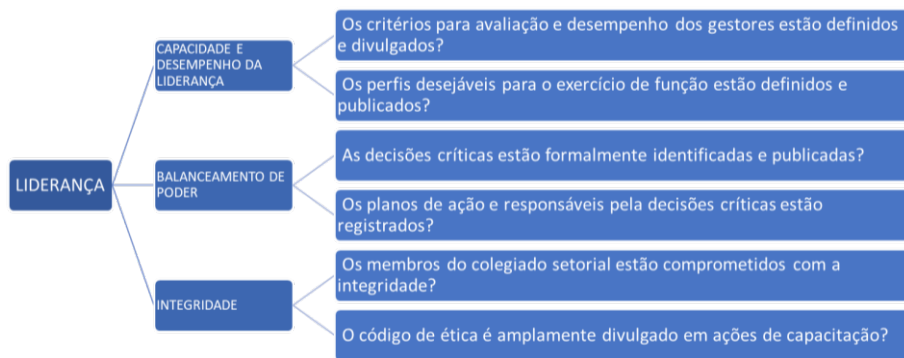 LIDERANÇA
CAPACIDADE E
DESEMPENHO DA
LIDERANÇA
Os critérios para avaliação e desempenho dos gestores estão definidos
e divulgados?
Os perfis desejáveis para o exercício de função estão definidos e
publicados?
BALANCEAMENTO DE
PODER
As decisões críticas estão formalmente identificadas e publicadas?
Os planos de ação e responsáveis pela decisões críticas estão
registrados?
INTEGRIDADE
Os membros do colegiado setorial estão comprometidos com a
integridade?
O código de ética é amplamente divulgado em ações de capacitação?